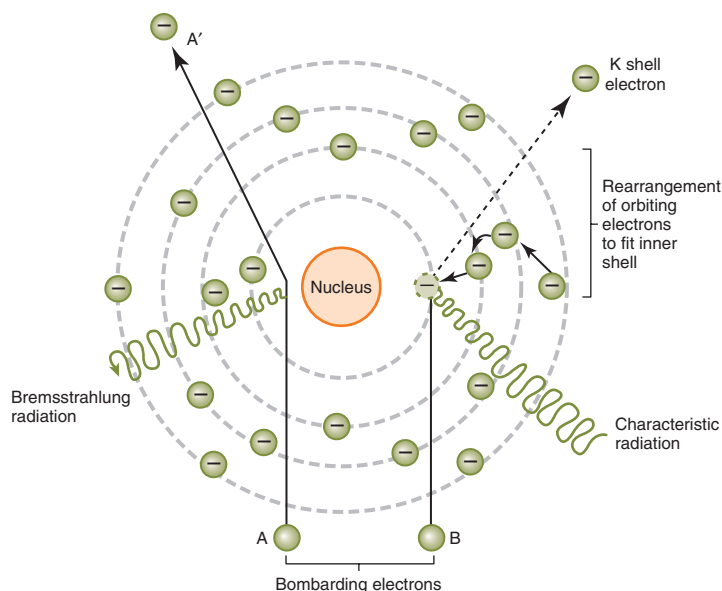 A′
K shell
electron
Rearrangement
of orbiting
electrons
to fit inner
shell
Nucleus
Bremsstrahlung
radiation
Characteristic
radiation
A
B
Bombarding electrons